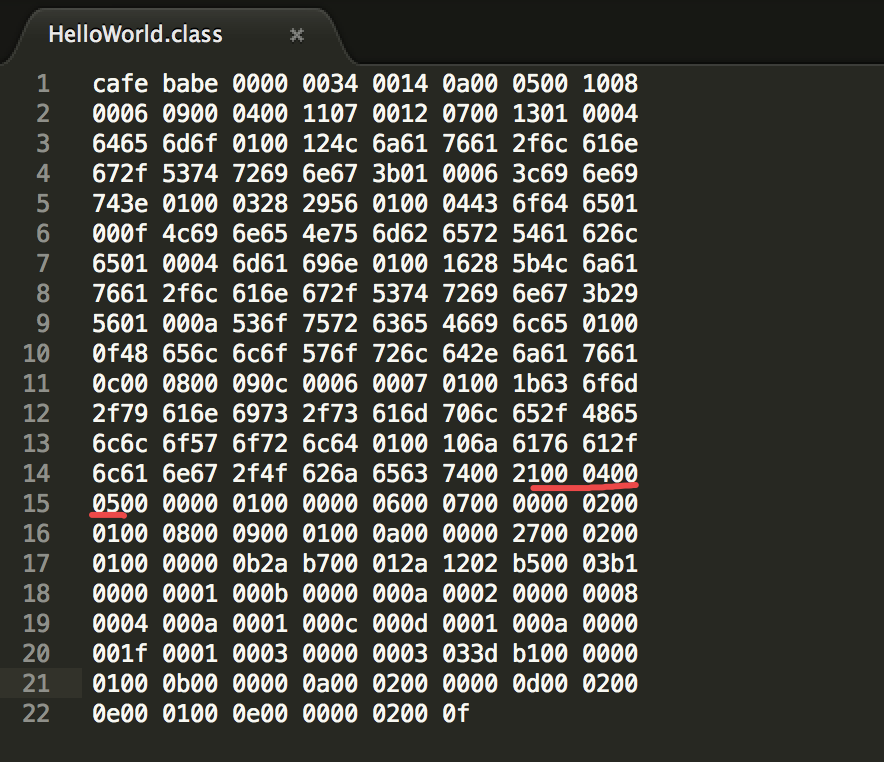 HelloWorld.class ×
1 cafe babe 0000 0034 0014 0a00 0500 1008
2 0006 0900 0400 1107 0012 0700 1301 0004
3 6465 6d6f 0100 124c 6a61 7661 2f6c 616e
4 672f 5374 7269 6e67 3b01 0006 3c69 6e69
5 743e 0100 0328 2956 0100 0443 6f64 6501
6 000f 4c69 6e65 4e75 6d62 6572 5461 626c
7 6501 0004 6d61 696e 0100 1628 5b4c 6a61
8 7661 2f6c 616e 672f 5374 7269 6e67 3b29
9 5601 000a 536f 7572 6365 4669 6c65 0100
10 0f48 656c 6c6f 576f 726c 642e 6a61 7661
11 0c00 0800 090c 0006 0007 0100 1b63 6f6d
12 2f79 616e 6973 2f73 616d 706c 652f 4865
13 6c6c 6f57 6f72 6c64 0100 106a 6176 612f
14 6c61 6e67 2f4f 626a 6563 7400 2100 0400
15 0500 0000 0100 0000 0600 0700 0000 0200
16 0100 0800 0900 0100 0a00 0000 2700 0200
17 0100 0000 0b2a b700 012a 1202 b500 03b1
18 0000 0001 000b 0000 000a 0002 0000 0008
19 0004 000a 0001 000c 000d 0001 000a 0000
20 001f 0001 0003 0000 0003 033d b100 0000
21 0100 0b00 0000 0a00 0200 0000 0d00 0200
22 0e00 0100 0e00 0000 0200 0f